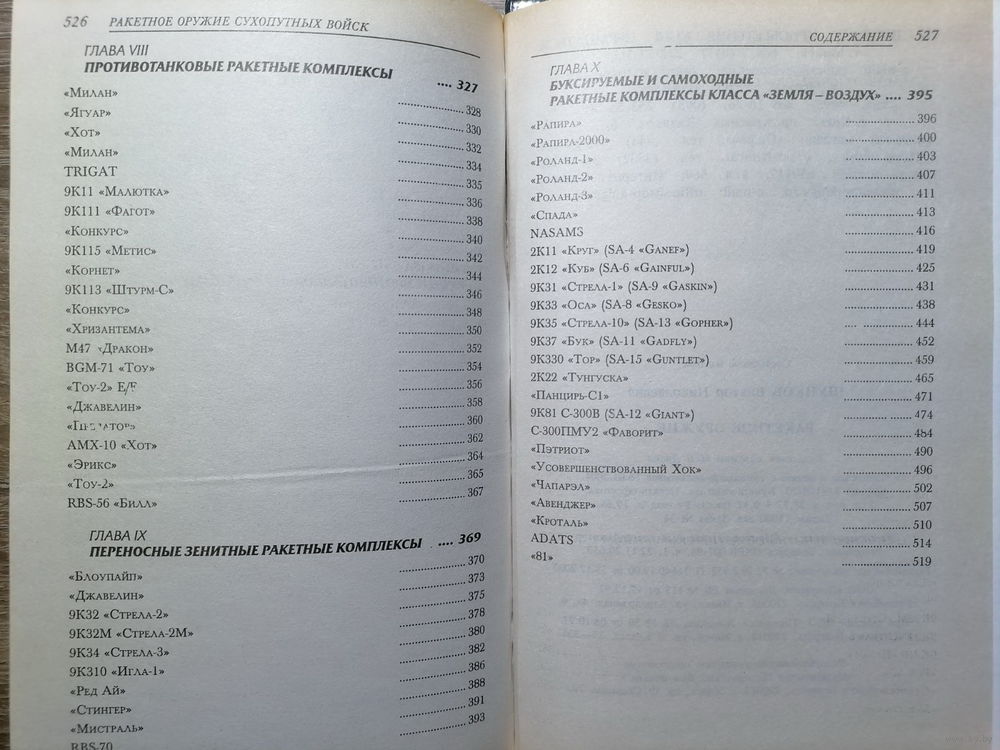 526 РАКЕТНОЕ ОРУЖИЕ СУХОПУТНЫХ ВОЙСК
ГЛАВА VIII
ПРОТИВОТАНКОВЫЕ РАКЕТНЫЕ КОМПЛЕКСЫ .... 327
«Милан» 328
«Ягуар» 330
«Хот» 332
«Милан» 334
TRIGAT 335
9К11 «Малютка» 336
9К111 «Фагот» 338
«Конкурс» 340
9К115 «Метис» 342
«Корнет» 344
9К113 «Штурм-С» 346
«Конкурс» 348
«Хризантема» 350
М47 «Дракон» 352
BGM-71 «Тоу» 354
«Тоу-2» E/F 356
«Джавелин» 358
360
АМХ-10 «Хот» 362
«Эрикс» 364
«Тоу-2» 365
RBS-56 «Билл» 367
ГЛАВА IX
ПЕРЕНОСНЫЕ ЗЕНИТНЫЕ РАКЕТНЫЕ КОМПЛЕКСЫ .... 369
«Блоупайп» 370
«Джавелин» 373
9К32 «Стрела-2» 375
9К32М «Стрела-2М» 378
9К34 «Стрела-3» 380
9К310 «Игла-1» 382
«Ред Ай» 386
«Стингер» 388
«Мистраль» 391
RBS-70 393
СОДЕРЖАНИЕ 527
ГЛАВА X
БУКСИРУЕМЫЕ И САМОХОДНЫЕ
РАКЕТНЫЕ КОМПЛЕКСЫ КЛАССА «ЗЕМЛЯ – ВОЗДУХ» .... 395
«Рапира» 396
«Рапира-2000» 400
«Роланд-1» 403
«Роланд-2» 407
«Роланд-3» 411
«Спада» 413
NASAMS 416
2К11 «Круг» (SA-4 «Ganef») 419
2К12 «Куб» (SA-6 «Gainful») 425
9К31 «Стрела-1» (SA-9 «Gaskin») 431
9К33 «Оса» (SA-8 «Gesko») 438
9К35 «Стрела-10» (SA-13 «Gopher») 444
9К37 «Бук» (SA-11 «Gadfly») 452
9К330 «Тор» (SA-15 «Guntlet») 459
2К22 «Тунгуска» 465
«Панцирь-С1» 471
9К81 С-300В (SA-12 «Giant») 474
С-300ПМУ2 «Фаворит» 484
«Пэтриот» 490
«Усовершенствованный Хок» 496
«Чапарэл» 502
«Авенджер» 507
«Кроталь» 510
ADATS 514
«81» 519